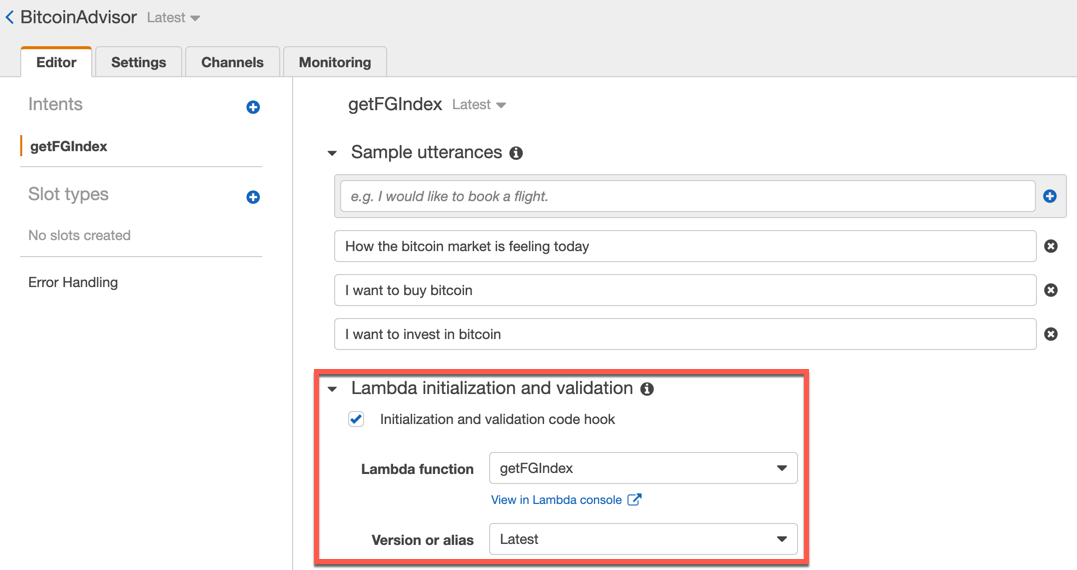 BitcoinAdvisor Latest
Editor Settings Channels Monitoring
Intents
getFGIndex
Slot types
No slots created
Error Handling
getFGIndex Latest
Sample utterances
e.g. I would like to book a flight.
How the bitcoin market is feeling today
I want to buy bitcoin
I want to invest in bitcoin
Lambda initialization and validation
Initialization and validation code hook
Lambda function getFGIndex
View in Lambda console
Version or alias Latest